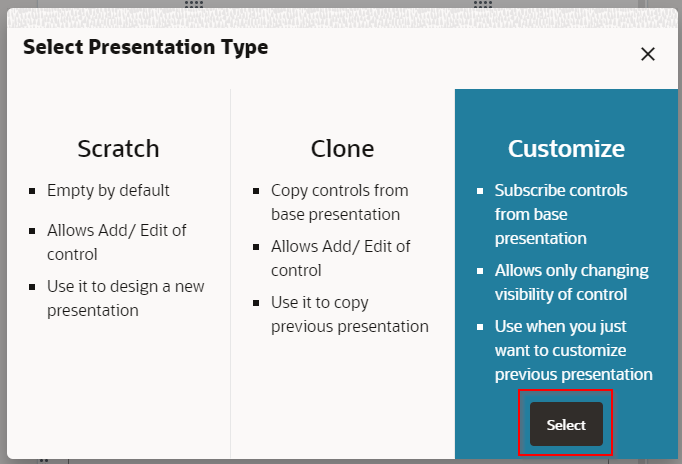 Select Presentation Type
Scratch
Empty by default
Allows Add/ Edit of
control
Use it to design a new
presentation
Clone
Copy controls from
base presentation
Allows Add/ Edit of
control
Use it to copy
previous presentation
Customize
Subscribe controls
from base
presentation
Allows only changing
visibility of control
Use when you just
want to customize
previous presentation
Select